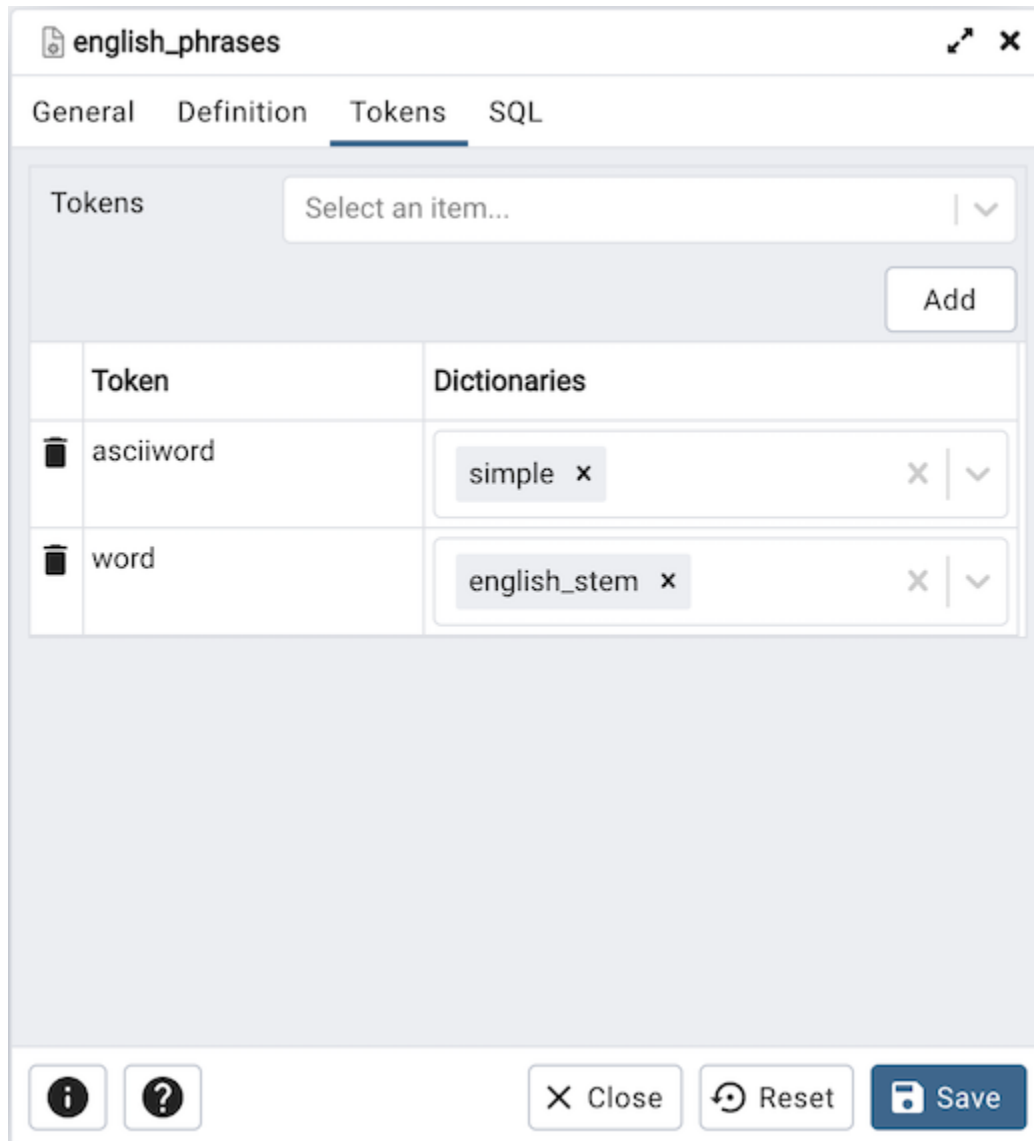 english_phrases
General Definition Tokens SQL
Tokens Select an item...
Add
Token Dictionaries
asciiword simple
word english_stem
Close Reset Save